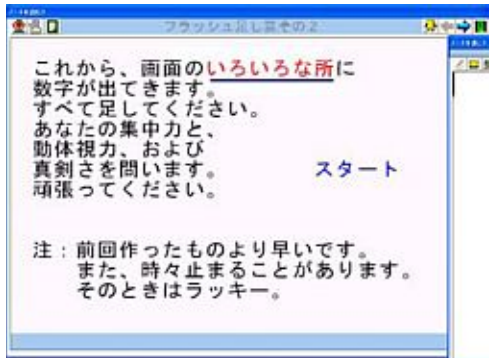 フラッシュ足し算その２
これから、画面のいろいろな所に
数字が出てきます。
すべて足してください。
あなたの集中力と、
動体視力、および
真剣さを問います。
スタート
頑張ってください。
注：前回作ったものより早いです。
また、時々止まることがあります。
そのときはラッキー。